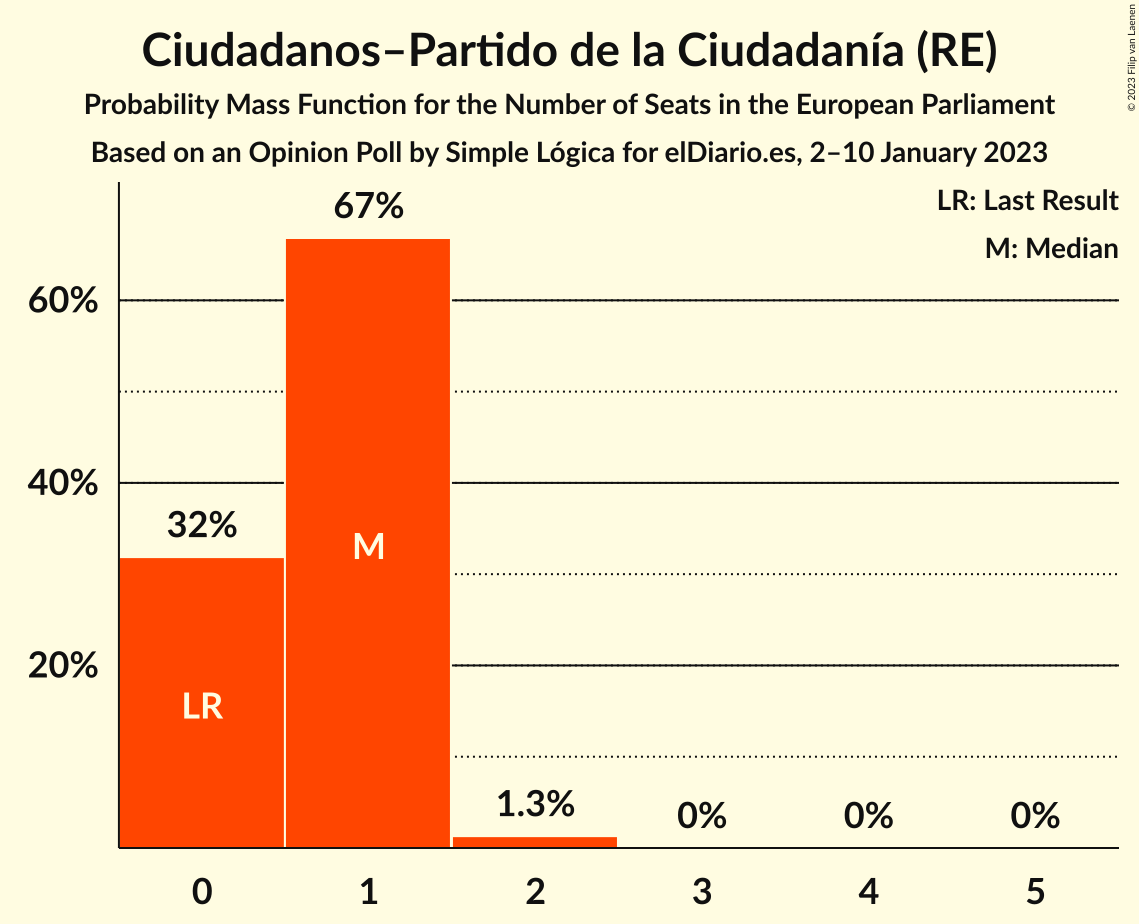 Ciudadanos–Partido de la Ciudadanía (RE)
Probability Mass Function for the Number of Seats in the European Parliament
Based on an Opinion Poll by Simple Lógica for elDiario.es, 2–10 January 2023
© 2023 Filip van Laenen
LR: Last Result
M: Median
67%
60%
40%
32%
M
20%
LR
1.3%
0%
0%
0%
0
1
2
3
4
5